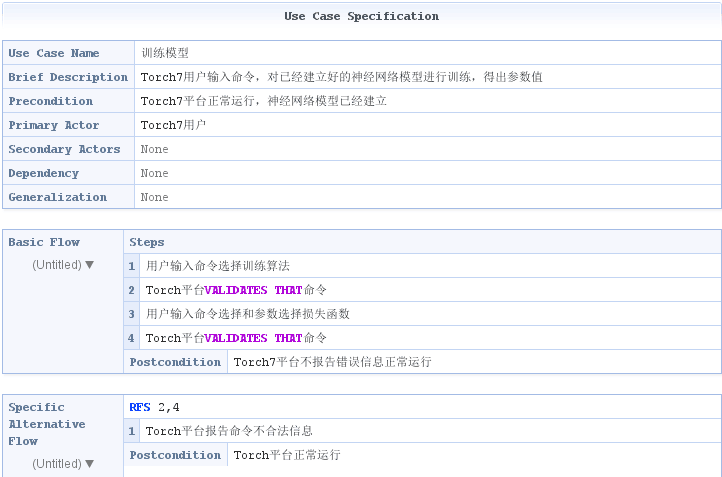 Use Case Specification
Use Case Name 训练模型
Brief Description Torch7用户输入命令，对已经建立好的神经网络模型进行训练，得出参数值
Precondition Torch7平台正常运行，神经网络模型已经建立
Primary Actor Torch7用户
Secondary Actors None
Dependency None
Generalization None
Basic Flow Steps
(Untitled) ▼
1 用户输入命令选择训练算法
2 Torch平台VALIDATES THAT命令
3 用户输入命令选择和参数选择损失函数
4 Torch平台VALIDATES THAT命令
Postcondition Torch7平台不报告错误信息正常运行
Specific Alternative Flow
(Untitled) ▼
RFS 2,4
1 Torch平台报告命令不合法信息
Postcondition Torch平台正常运行